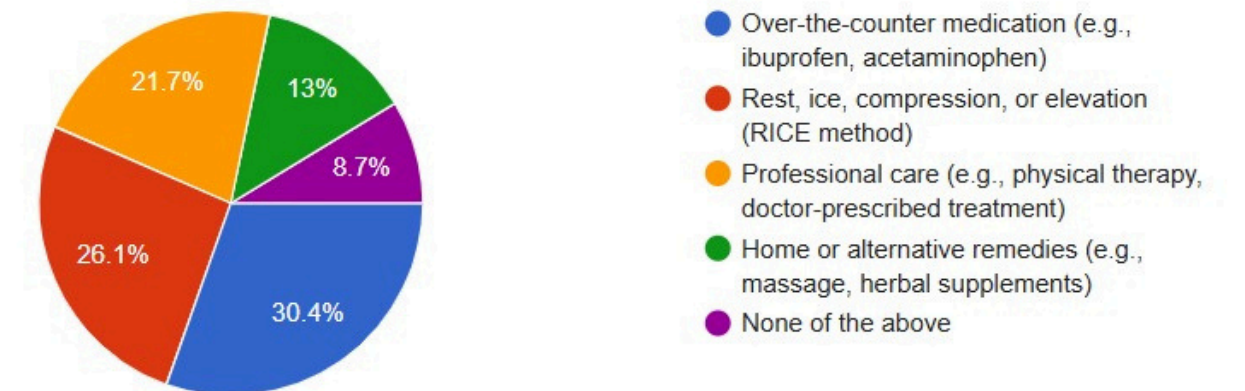 21.7%
13%
8.7%
26.1%
30.4%
Over-the-counter medication (e.g.,
ibuprofen, acetaminophen)
Rest, ice, compression, or elevation
(RICE method)
Professional care (e.g., physical therapy,
doctor-prescribed treatment)
Home or alternative remedies (e.g.,
massage, herbal supplements)
None of the above